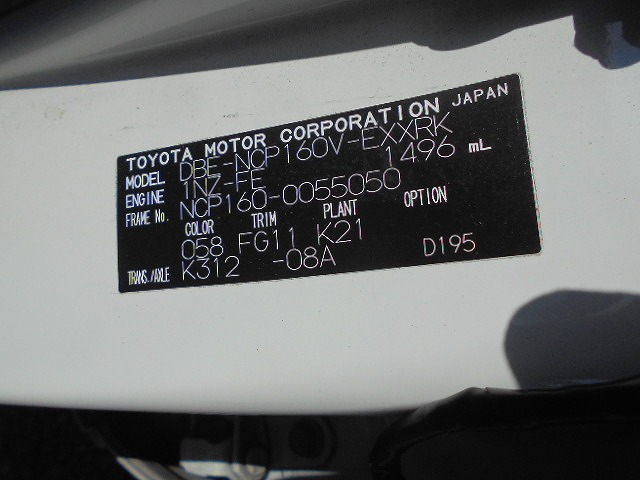 TOYOTA MOTOR CORPORATION JAPAN
MODEL DBE-NCP160V-EXXRK
ENGINE 1NZ-FE 1496 mL
FRAME No. NCP160-0055050
COLOR TRIM PLANT OPTION
058 FG11 K21
TRANS./AXLE K312 -08A D195